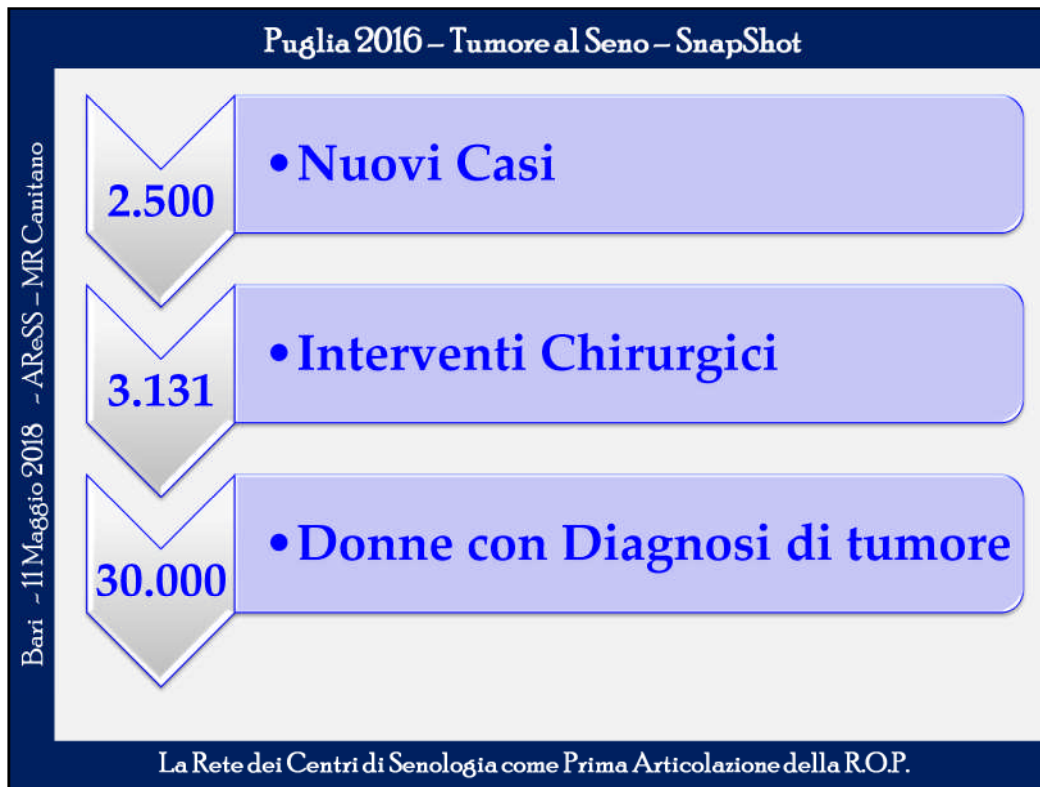 Puglia 2016 – Tumore al Seno – SnapShot
Bari ~ 11 Maggio 2018 ~ AReSS – MR Canitano
2.500
• Nuovi Casi
3.131
• Interventi Chirurgici
30.000
• Donne con Diagnosi di tumore
La Rete dei Centri di Senologia come Prima Articolazione della R.O.P.